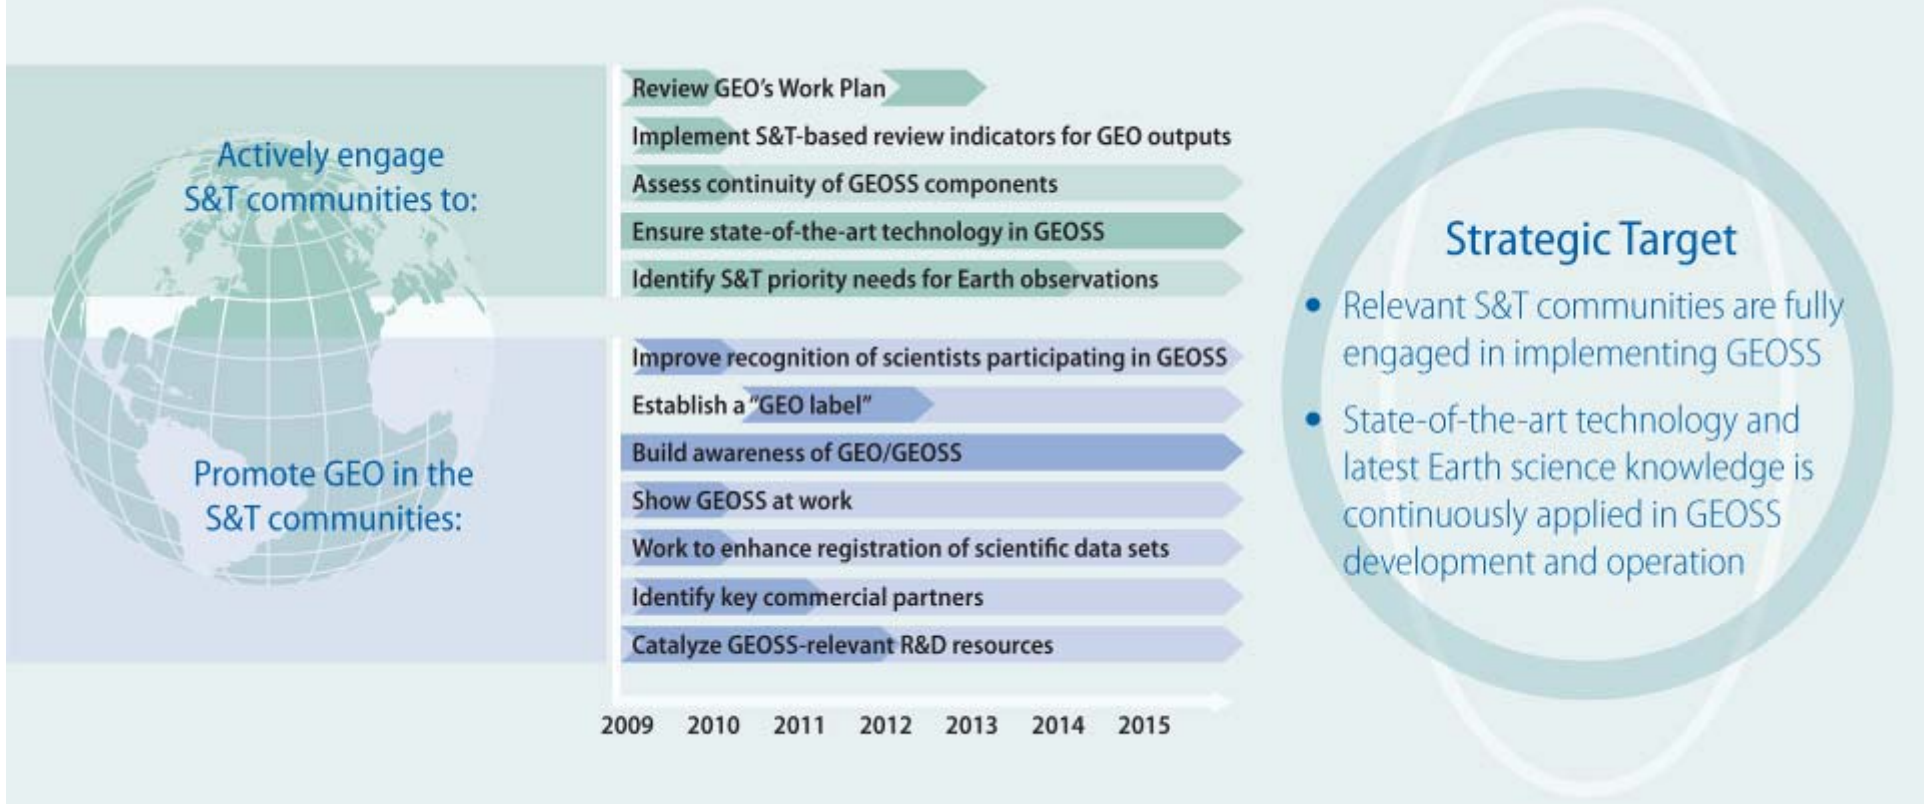 Actively engage
S&T communities to:
Review GEO's Work Plan
Implement S&T-based review indicators for GEO outputs
Assess continuity of GEOSS components
Ensure state-of-the-art technology in GEOSS
Identify S&T priority needs for Earth observations
Promote GEO in the
S&T communities:
Improve recognition of scientists participating in GEOSS
Establish a “GEO label”
Build awareness of GEO/GEOSS
Show GEOSS at work
Work to enhance registration of scientific data sets
Identify key commercial partners
Catalyze GEOSS-relevant R&D resources
2009 2010 2011 2012 2013 2014 2015
Strategic Target
• Relevant S&T communities are fully
engaged in implementing GEOSS
• State-of-the-art technology and
latest Earth science knowledge is
continuously applied in GEOSS
development and operation